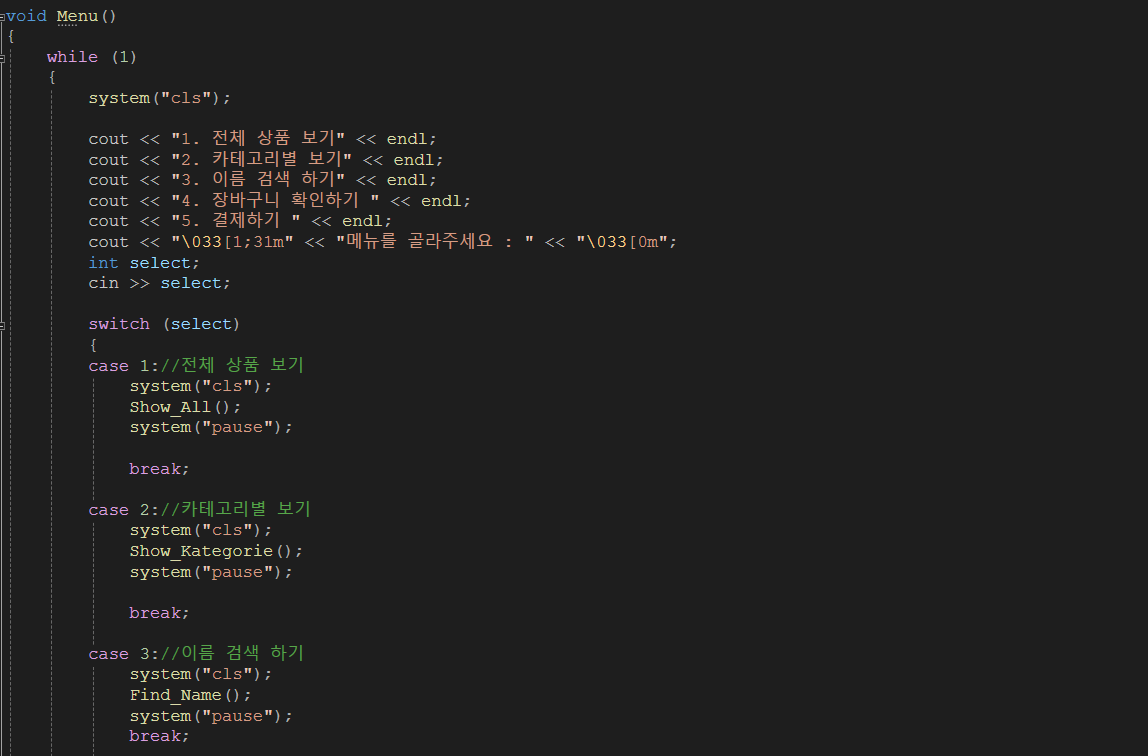 void Menu()
{
while (1)
{
system("cls");
cout << "1. 전체 상품 보기" << endl;
cout << "2. 카테고리별 보기" << endl;
cout << "3. 이름 검색 하기" << endl;
cout << "4. 장바구니 확인하기 " << endl;
cout << "5. 결제하기 " << endl;
cout << "\033[1;31m" << "메뉴를 골라주세요 : " << "\033[0m";
int select;
cin >> select;
switch (select)
{
case 1://전체 상품 보기
system("cls");
Show_All();
system("pause");
break;
case 2://카테고리별 보기
system("cls");
Show_Kategorie();
system("pause");
break;
case 3://이름 검색 하기
system("cls");
Find_Name();
system("pause");
break;